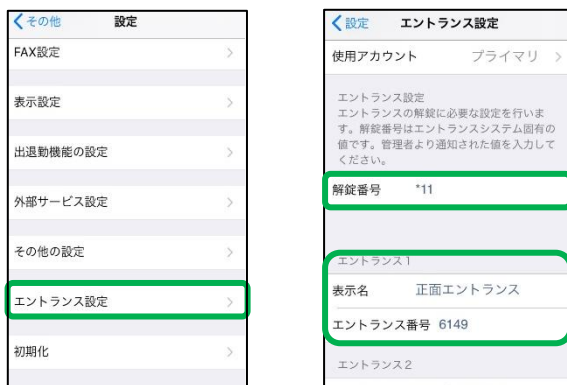 その他
設定
FAX設定
表示設定
出退勤機能の設定
外部サービス設定
その他の設定
エントランス設定
初期化
設定
エントランス設定
使用アカウント プライマリ
エントランス設定
エントランスの解錠に必要な設定を行いま
す。解錠番号はエントランスシステム固有の
値です。管理者より通知された値を入力して
ください。
解錠番号 *11
エントランス1
表示名 正面エントランス
エントランス番号 6149
エントランス2